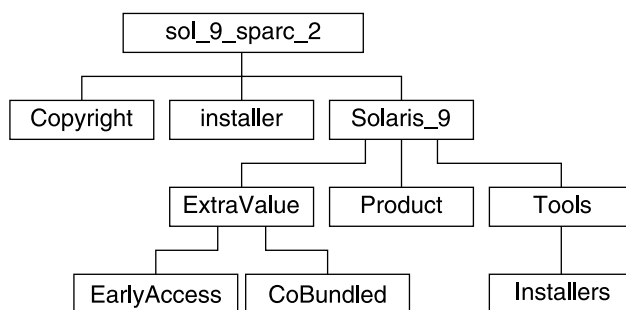 sol_9_sparc_2
Copyright
installer
Solaris_9
ExtraValue
Product
Tools
EarlyAccess
CoBundled
Installers